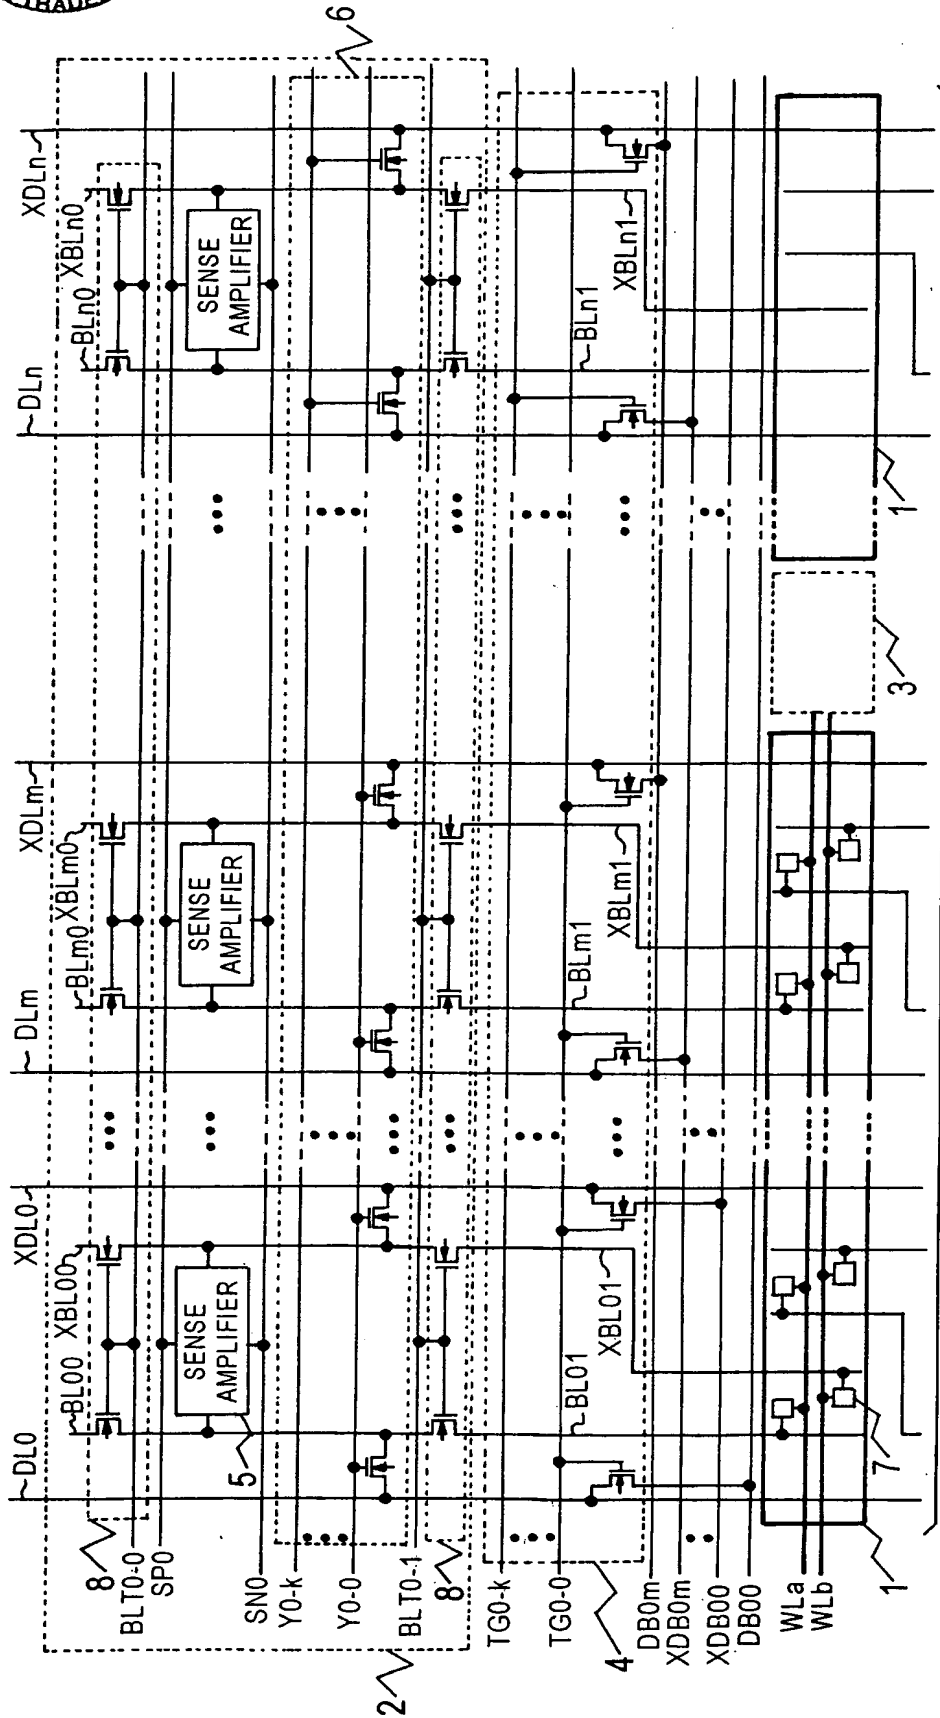 TRADE
6
DL0
BL00
XBL00
XDL0
DLm
BLm0
XBLm0
XDLm
DLn
BLn0
XBLn0
XDLn
8
BLT0-0
SP0
SENSE
AMPLIFIER
SENSE
AMPLIFIER
SENSE
AMPLIFIER
5
SN0
Y0-k
Y0-0
BLT0-1
8
2
TG0-k
TG0-0
4
BL01
XBL01
BLm1
XBLm1
BLn1
XBLn1
DB0m
XDB0m
XDB00
DB00
WLa
WLb
1
7
3
1